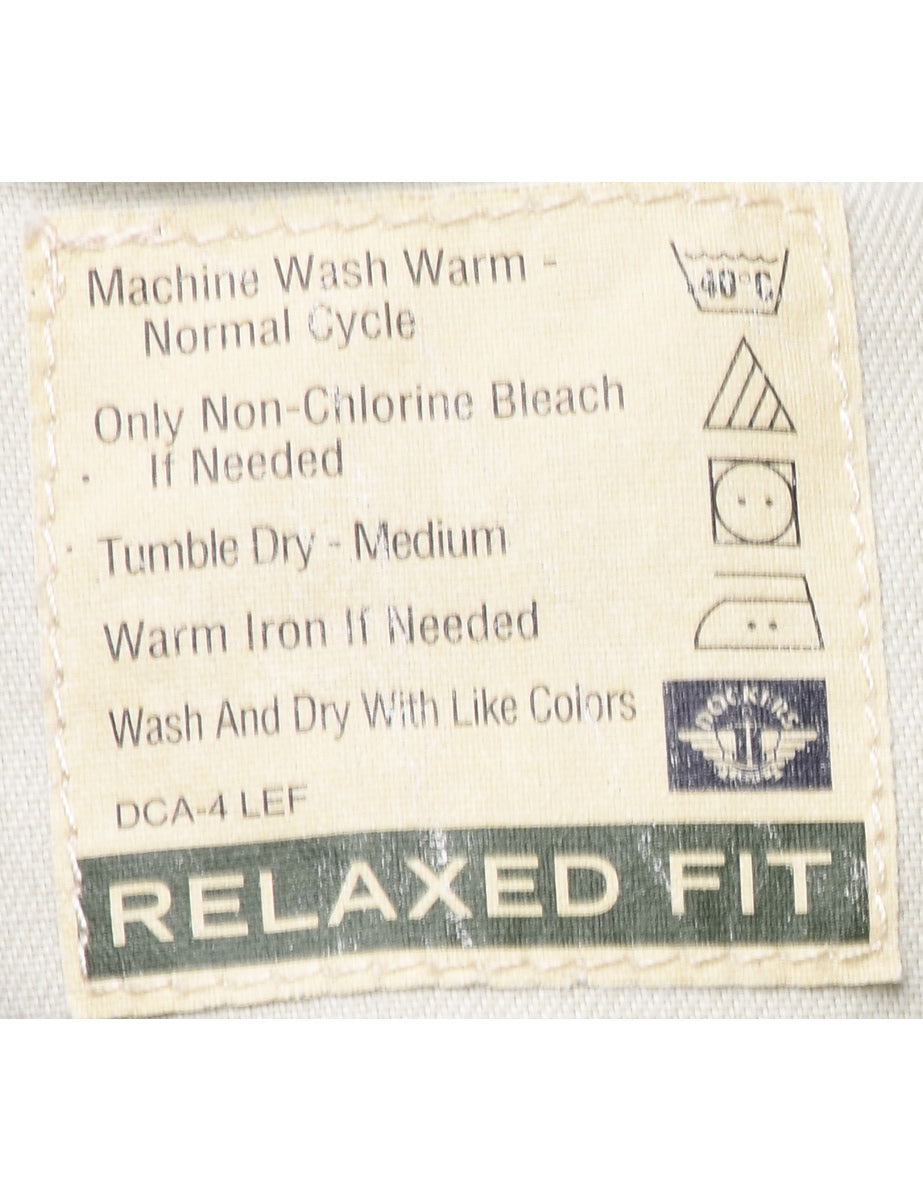 Machine Wash Warm -
Normal Cycle
40°C
Only Non-Chlorine Bleach
If Needed
Tumble Dry - Medium
Warm Iron If Needed
Wash And Dry With Like Colors
DOCKERS
DCA-4 LEF
RELAXED FIT